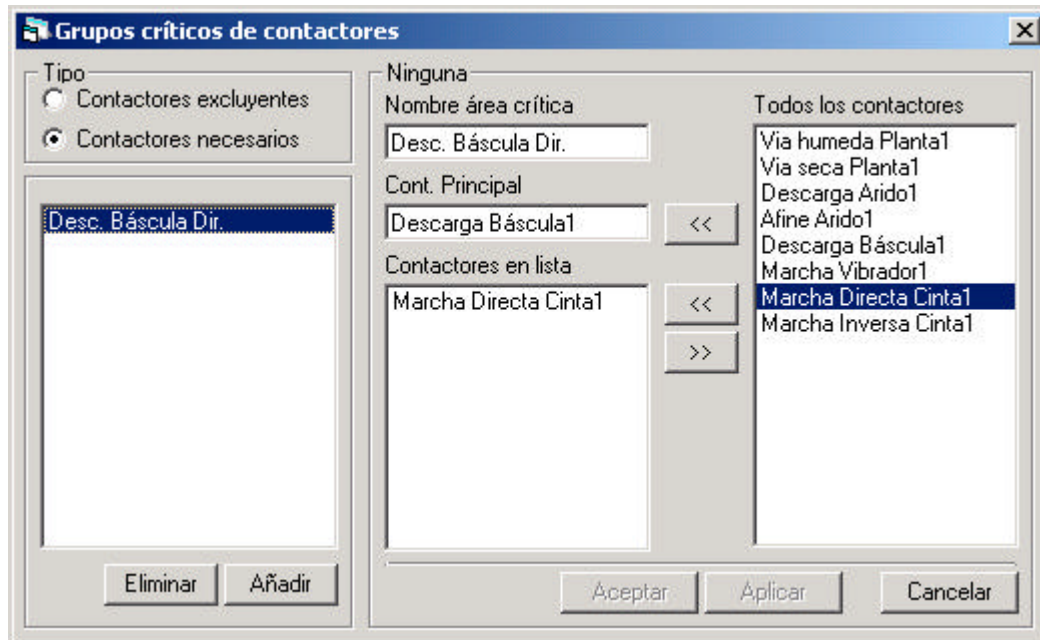 Grupos críticos de contactores
Tipo
Contactores excluyentes
Contactores necesarios
Desc. Báscula Dir.
Eliminar
Añadir
Ninguna
Nombre área crítica
Desc. Báscula Dir.
Cont. Principal
Descarga Báscula1
<<
Contactores en lista
Marcha Directa Cinta1
<<
>>
Todos los contactores
Via humeda Planta1
Via seca Planta1
Descarga Arido1
Afine Arido1
Descarga Báscula1
Marcha Vibrador1
Marcha Directa Cinta1
Marcha Inversa Cinta1
Aceptar
Aplicar
Cancelar